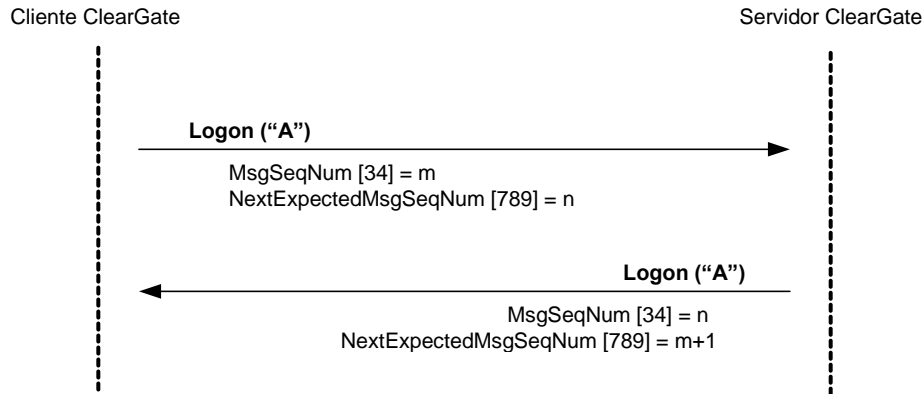 Cliente ClearGate
Servidor ClearGate
Logon (“A”)
MsgSeqNum [34] = m
NextExpectedMsgSeqNum [789] = n
Logon (“A”)
MsgSeqNum [34] = n
NextExpectedMsgSeqNum [789] = m+1